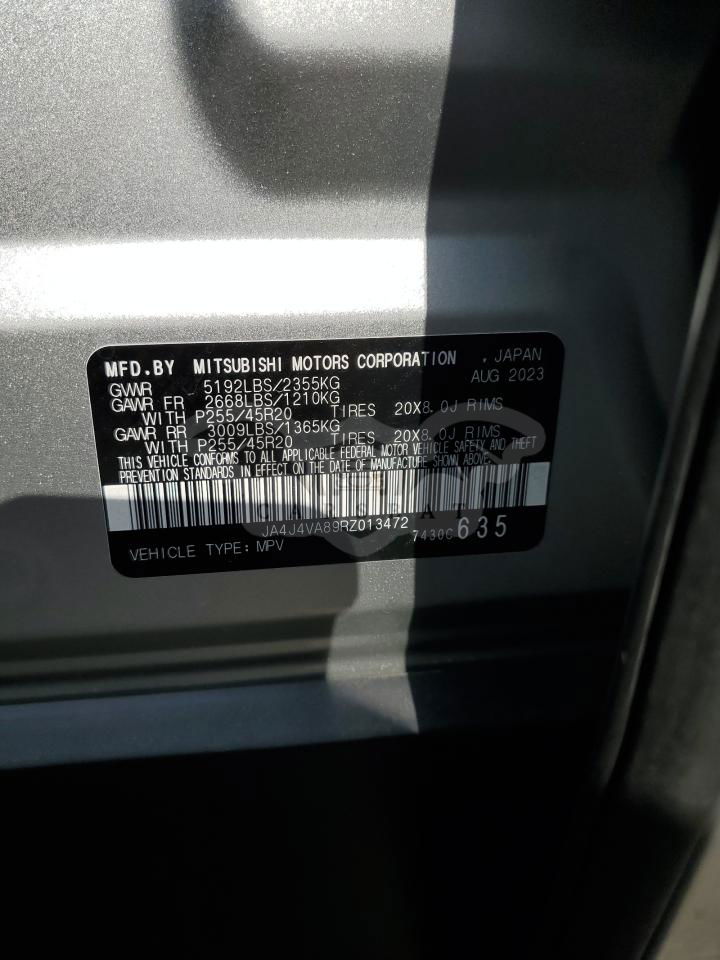 MFD.BY MITSUBISHI MOTORS CORPORATION , JAPAN
GVWR 5192LBS/2355KG AUG 2023
GAWR FR 2668LBS/1210KG
WITH P255/45R20 TIRES 20X8.0J RIMS
GAWR RR 3009LBS/1365KG
WITH P255/45R20 TIRES 20X8.0J RIMS
THIS VEHICLE CONFORMS TO ALL APPLICABLE FEDERAL MOTOR VEHICLE SAFETY AND THEFT
PREVENTION STANDARDS IN EFFECT ON THE DATE OF MANUFACTURE SHOWN ABOVE.
JA4J4VA89RZ013472 7430C 635
VEHICLE TYPE: MPV